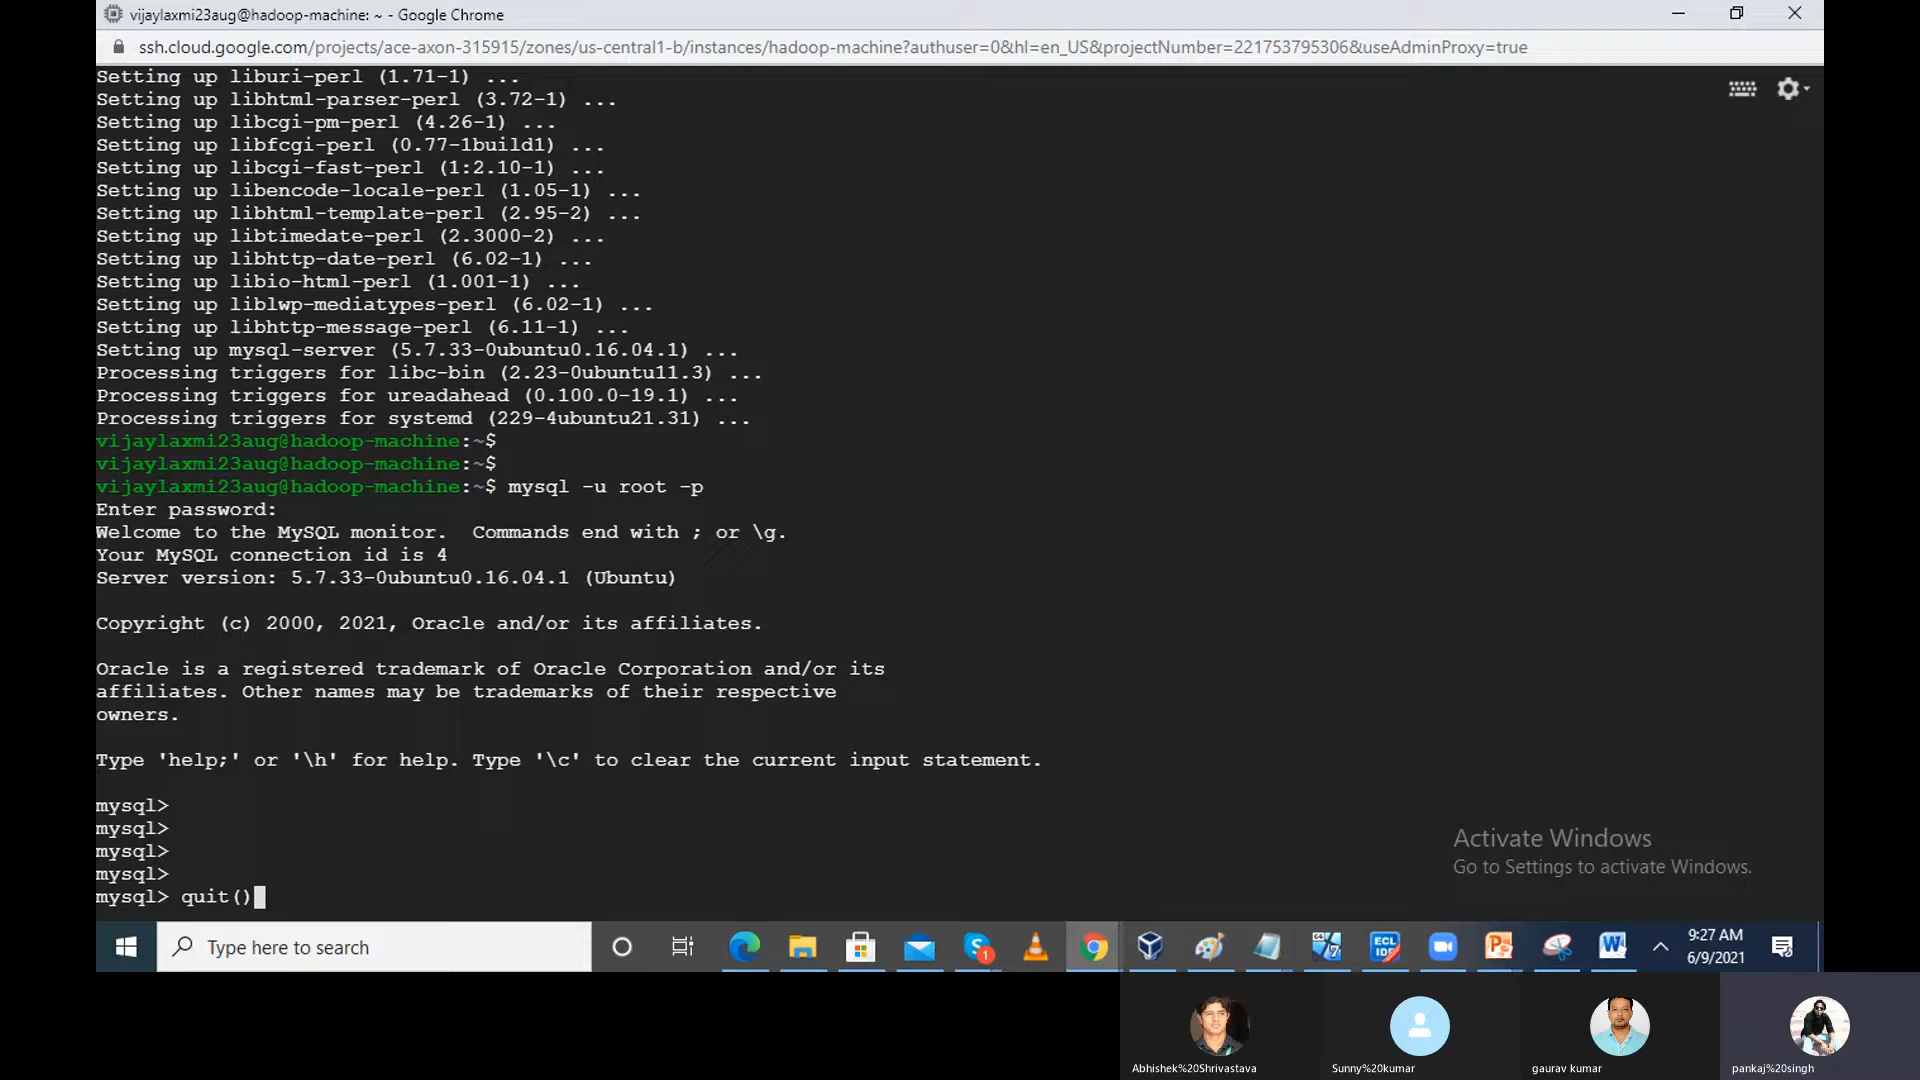 vijaylaxmi23aug@hadoop-machine: ~ - Google Chrome
ssh.cloud.google.com/projects/ace-axon-315915/zones/us-central1-b/instances/hadoop-machine?authuser=0&hl=en_US&projectNumber=221753795306&useAdminProxy=true
Setting up liburi-perl (1.71-1) ...
Setting up libhtml-parser-perl (3.72-1) ...
Setting up libcgi-pm-perl (4.26-1) ...
Setting up libfcgi-perl (0.77-1build1) ...
Setting up libcgi-fast-perl (1:2.10-1) ...
Setting up libencode-locale-perl (1.05-1) ...
Setting up libhtml-template-perl (2.95-2) ...
Setting up libtimedate-perl (2.3000-2) ...
Setting up libhttp-date-perl (6.02-1) ...
Setting up libio-html-perl (1.001-1) ...
Setting up liblwp-mediatypes-perl (6.02-1) ...
Setting up libhttp-message-perl (6.11-1) ...
Setting up mysql-server (5.7.33-0ubuntu0.16.04.1) ...
Processing triggers for libc-bin (2.23-0ubuntu11.3) ...
Processing triggers for ureadahead (0.100.0-19.1) ...
Processing triggers for systemd (229-4ubuntu21.31) ...
vijaylaxmi23aug@hadoop-machine:~$
vijaylaxmi23aug@hadoop-machine:~$
vijaylaxmi23aug@hadoop-machine:~$ mysql -u root -p
Enter password:
Welcome to the MySQL monitor.  Commands end with ; or \g.
Your MySQL connection id is 4
Server version: 5.7.33-0ubuntu0.16.04.1 (Ubuntu)
Copyright (c) 2000, 2021, Oracle and/or its affiliates.
Oracle is a registered trademark of Oracle Corporation and/or its
affiliates. Other names may be trademarks of their respective
owners.
Type 'help;' or '\h' for help. Type '\c' to clear the current input statement.
mysql>
mysql>
mysql>
mysql>
mysql> quit()
Activate Windows
Go to Settings to activate Windows.
Type here to search
1
ECL
IDE
9:27 AM
6/9/2021
Abhishek%20Shrivastava
Sunny%20kumar
gaurav kumar
pankaj%20singh